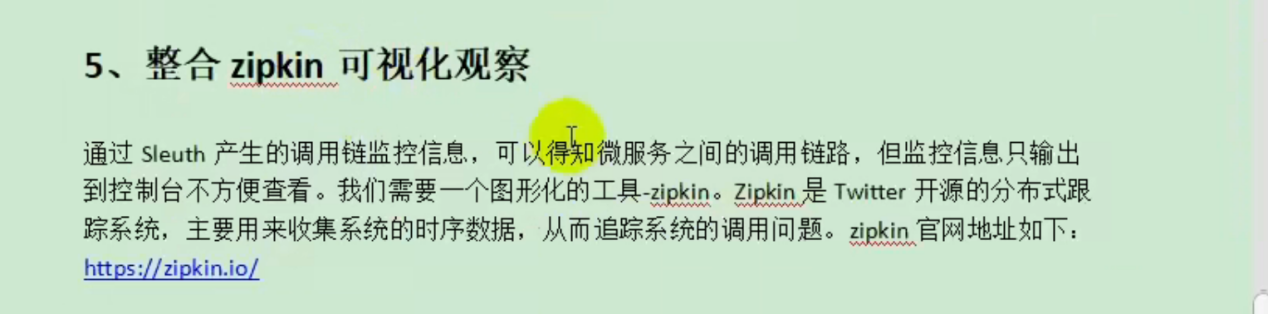 5、整合 zipkin 可视化观察
通过 Sleuth 产生的调用链监控信息，可以得知微服务之间的调用链路，但监控信息只输出
到控制台不方便查看。我们需要一个图形化的工具-zipkin。Zipkin 是 Twitter 开源的分布式跟
踪系统，主要用来收集系统的时序数据，从而追踪系统的调用问题。zipkin 官网地址如下：
https://zipkin.io/